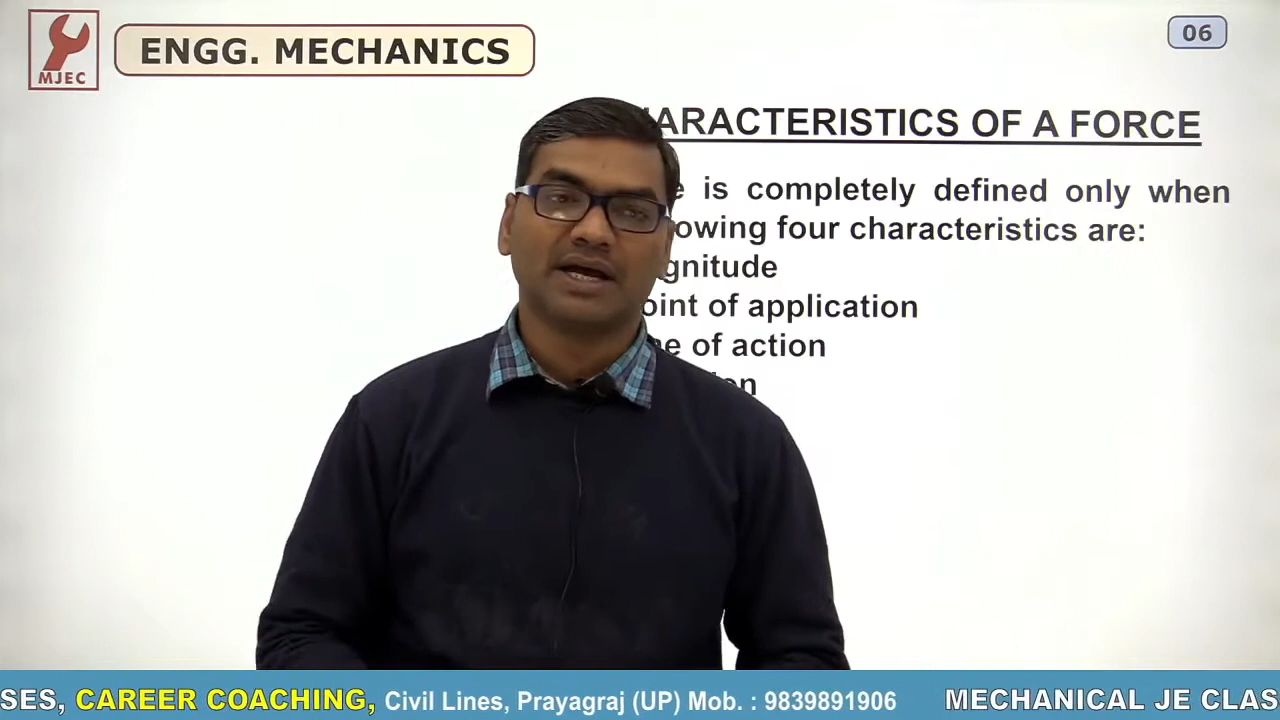 MJEC
ENGG. MECHANICS
06
ARACTERISTICS OF A FORCE
is completely defined only when
owing four characteristics are:
gnitude
oint of application
e of action
on
SES, CAREER COACHING, Civil Lines, Prayagraj (UP) Mob. : 9839891906 MECHANICAL JE CLAS